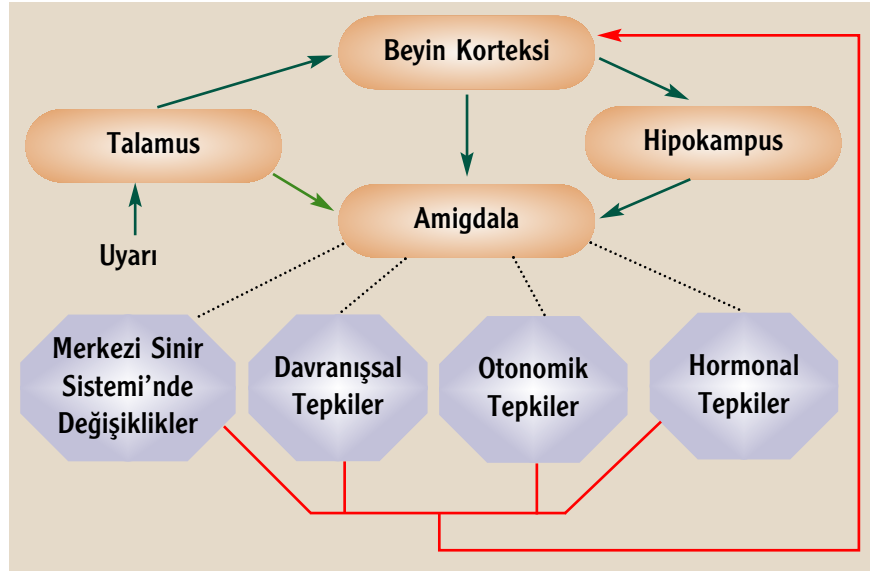 Beyin Korteksi
Talamus
Hipokampus
Amigdala
Uyarı
Merkezi Sinir
Sistemi’nde
Değişiklikler
Davranışsal
Tepkiler
Otonomik
Tepkiler
Hormonal
Tepkiler